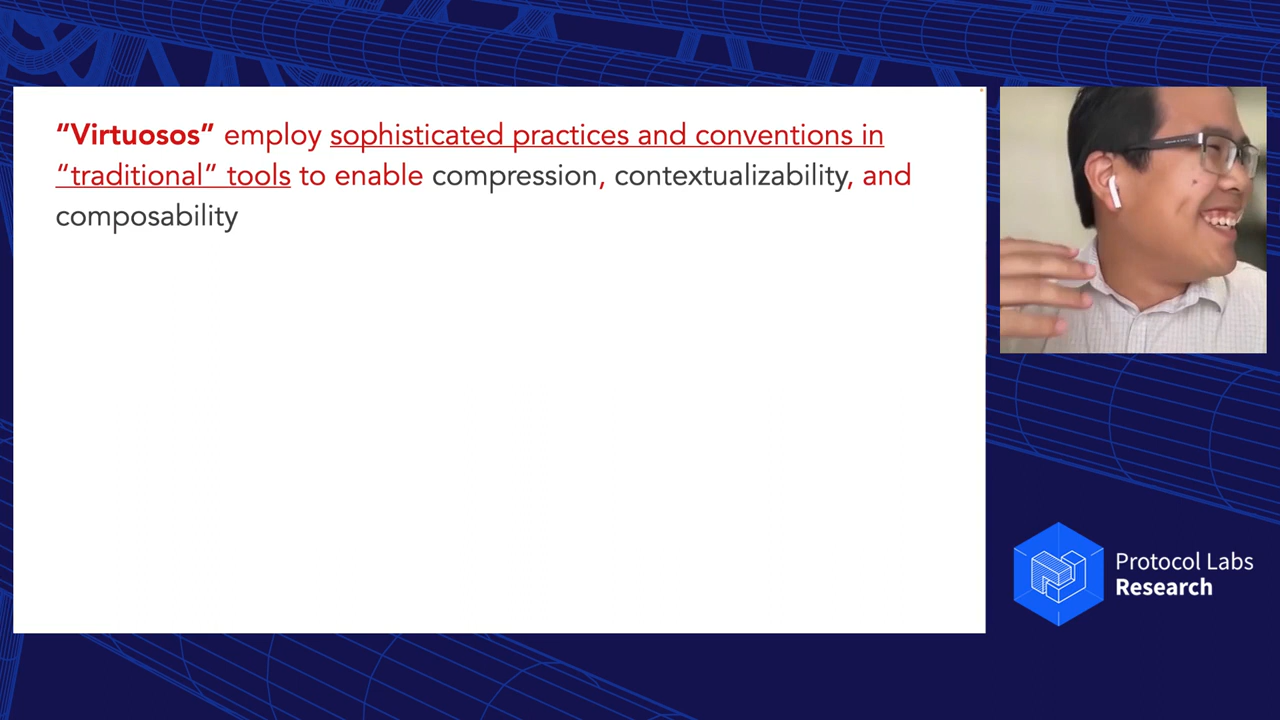 “Virtuosos” employ sophisticated practices and conventions in
“traditional” tools to enable compression, contextualizability, and
composability
Protocol Labs
Research